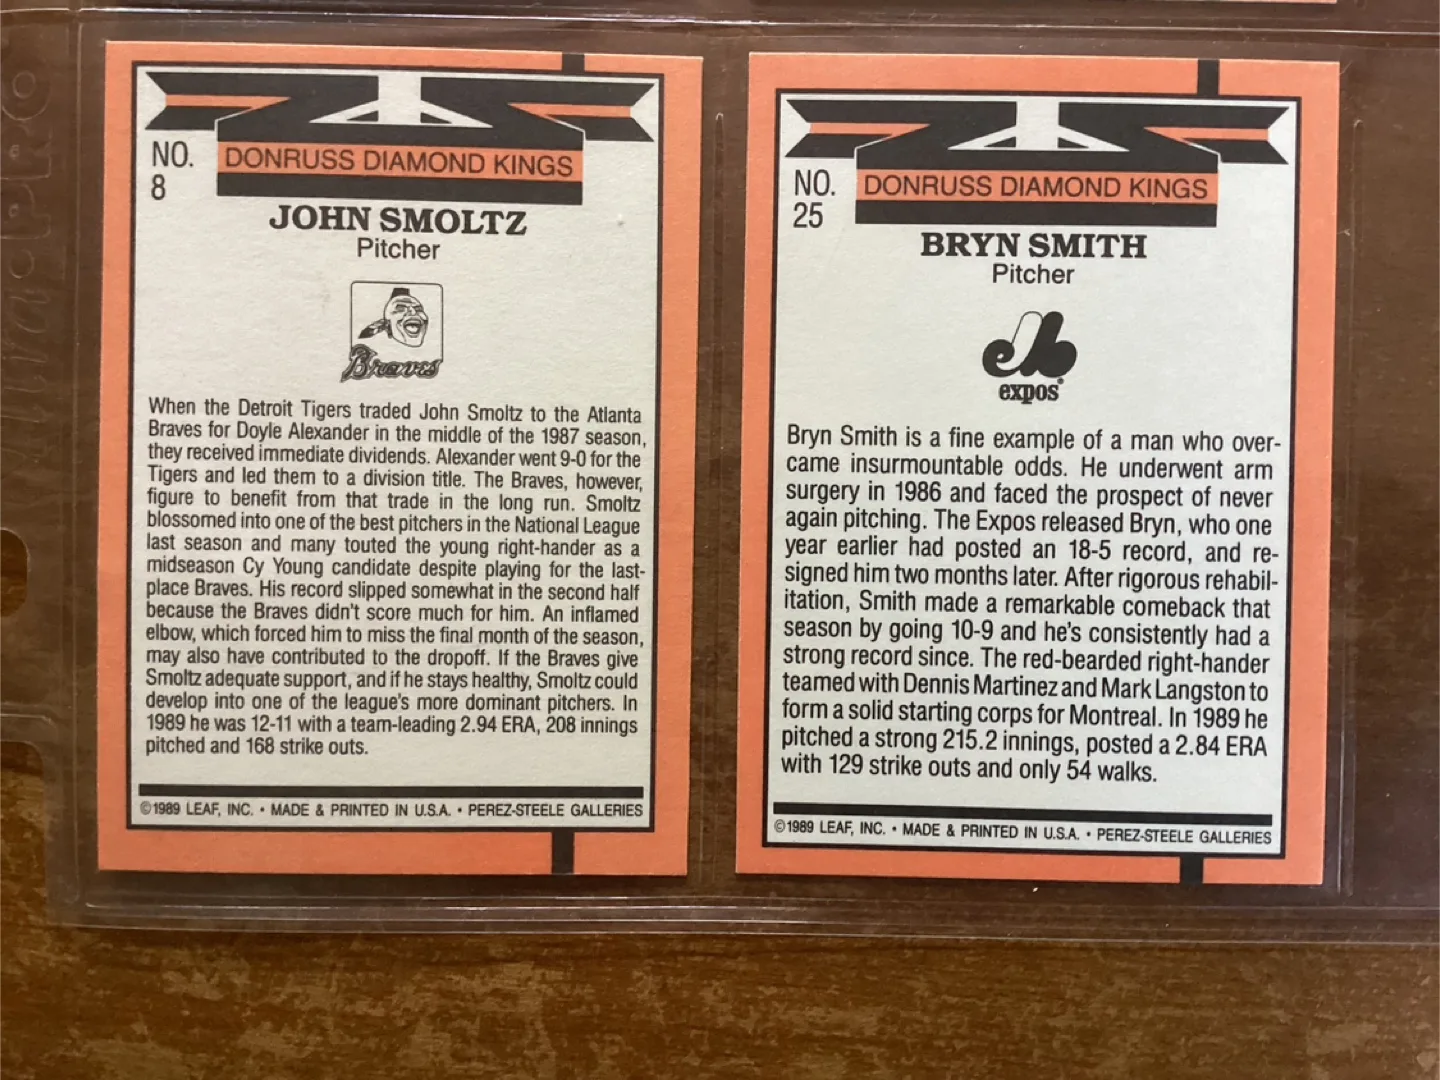 ULTRA PRO
NO.
8
DONRUSS DIAMOND KINGS
JOHN SMOLTZ
Pitcher
Braves
When the Detroit Tigers traded John Smoltz to the Atlanta
Braves for Doyle Alexander in the middle of the 1987 season,
they received immediate dividends. Alexander went 9-0 for the
Tigers and led them to a division title. The Braves, however,
figure to benefit from that trade in the long run. Smoltz
blossomed into one of the best pitchers in the National League
last season and many touted the young right-hander as a
midseason Cy Young candidate despite playing for the last-
place Braves. His record slipped somewhat in the second half
because the Braves didn't score much for him. An inflamed
elbow, which forced him to miss the final month of the season,
may also have contributed to the dropoff. If the Braves give
Smoltz adequate support, and if he stays healthy, Smoltz could
develop into one of the league's more dominant pitchers. In
1989 he was 12-11 with a team-leading 2.94 ERA, 208 innings
pitched and 168 strike outs.
©1989 LEAF, INC. • MADE & PRINTED IN U.S.A. • PEREZ-STEELE GALLERIES
NO.
25
DONRUSS DIAMOND KINGS
BRYN SMITH
Pitcher
expos®
Bryn Smith is a fine example of a man who over-
came insurmountable odds. He underwent arm
surgery in 1986 and faced the prospect of never
again pitching. The Expos released Bryn, who one
year earlier had posted an 18-5 record, and re-
signed him two months later. After rigorous rehabil-
itation, Smith made a remarkable comeback that
season by going 10-9 and he's consistently had a
strong record since. The red-bearded right-hander
teamed with Dennis Martinez and Mark Langston to
form a solid starting corps for Montreal. In 1989 he
pitched a strong 215.2 innings, posted a 2.84 ERA
with 129 strike outs and only 54 walks.
©1989 LEAF, INC. • MADE & PRINTED IN U.S.A. • PEREZ-STEELE GALLERIES